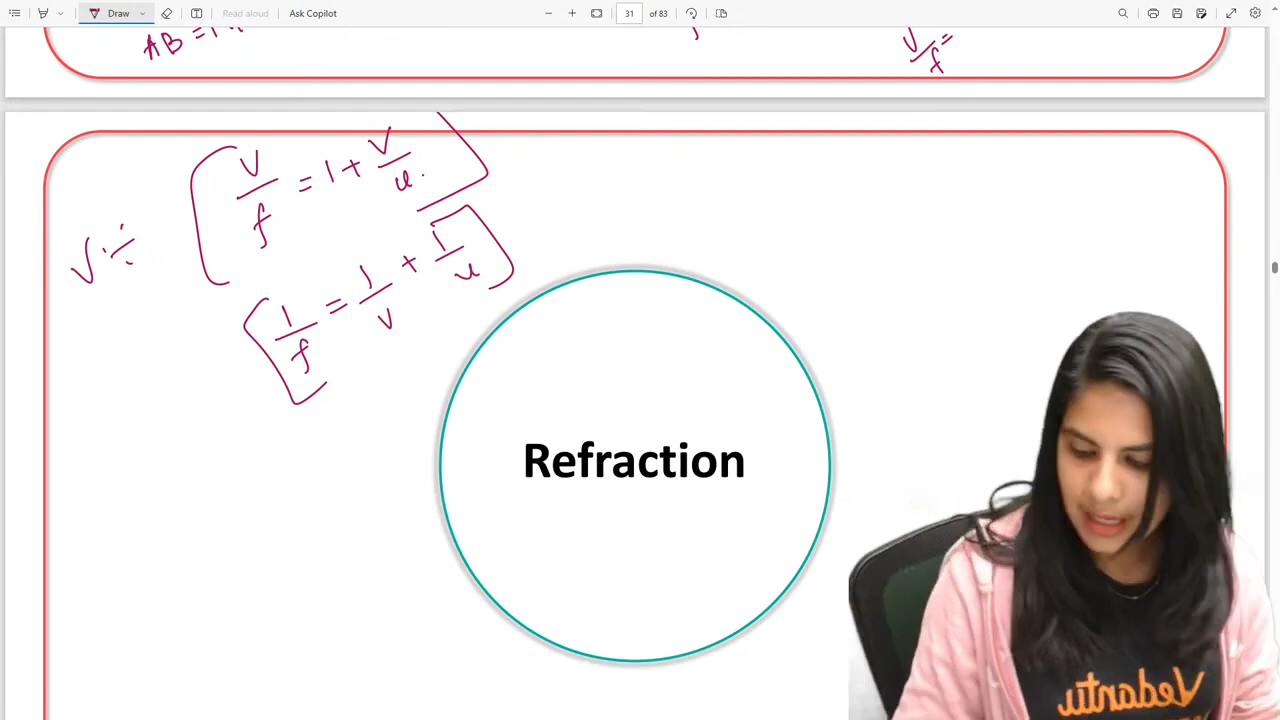 Draw
Read aloud
Ask Copilot
31 of 83
AB =
v/f =
v/f = 1 + v/u
v ÷
1/f = 1/v + 1/u
Refraction
Vedantu